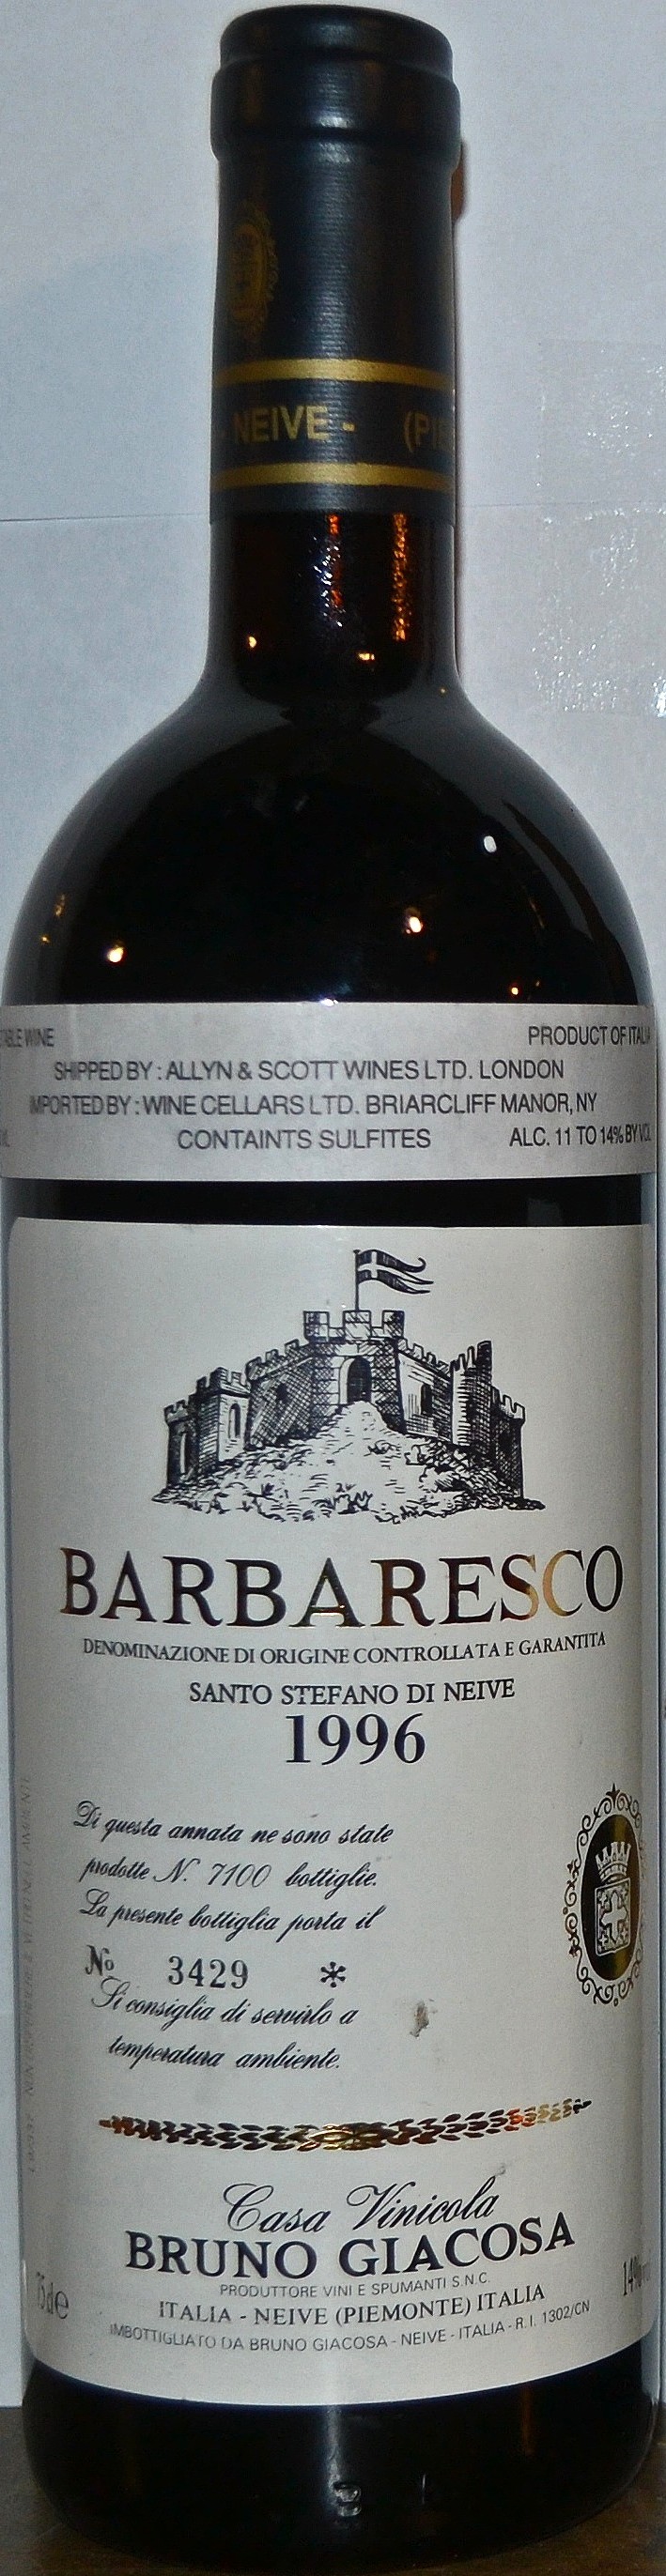 - NEIVE - (PIE
TABLE WINE PRODUCT OF ITALIA
SHIPPED BY : ALLYN & SCOTT WINES LTD. LONDON
IMPORTED BY : WINE CELLARS LTD. BRIARCLIFF MANOR, NY
CONTAINTS SULFITES ALC. 11 TO 14% BY VOL
BARBARESCO
DENOMINAZIONE DI ORIGINE CONTROLLATA E GARANTITA
SANTO STEFANO DI NEIVE
1996
Di questa annata ne sono state
prodotte N. 7100 bottiglie.
La presente bottiglia porta il
No 3429 *
Si consiglia di servirlo a
temperatura ambiente.
Casa Vinicola
BRUNO GIACOSA
PRODUTTORE VINI E SPUMANTI S.N.C.
75 cl e ITALIA - NEIVE (PIEMONTE) ITALIA 14% vol
IMBOTTIGLIATO DA BRUNO GIACOSA - NEIVE - ITALIA - R.I. 1302/CN